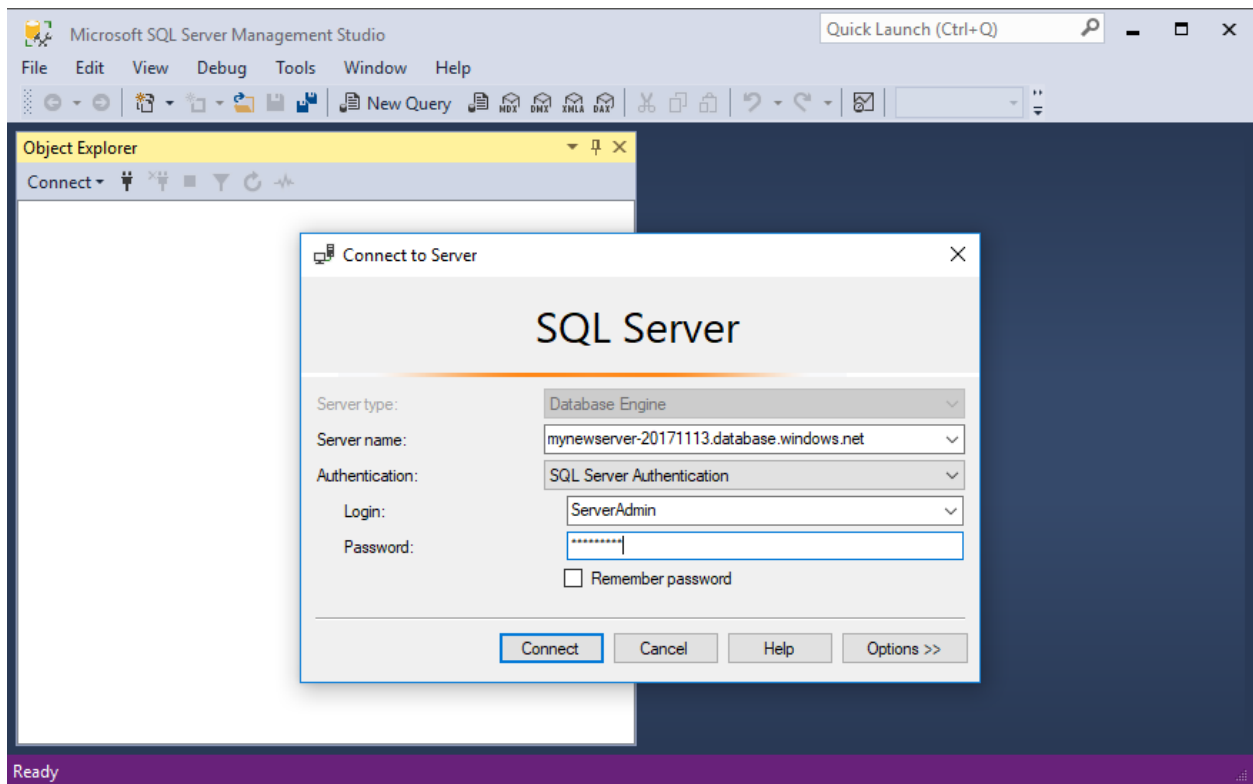 Microsoft SQL Server Management Studio
Quick Launch (Ctrl+Q)
File Edit View Debug Tools Window Help
New Query MDX DMX XMLA DAX
Object Explorer
Connect
Connect to Server
SQL Server
Server type: Database Engine
Server name: mynewserver-20171113.database.windows.net
Authentication: SQL Server Authentication
Login: ServerAdmin
Password: *********
Remember password
Connect Cancel Help Options >>
Ready